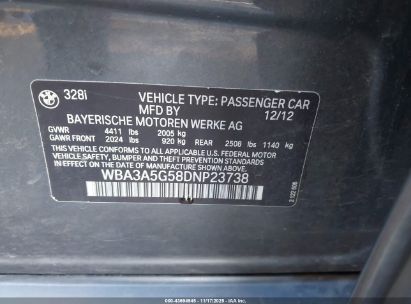 328i
VEHICLE TYPE: PASSENGER CAR
MFD BY 12/12
BAYERISCHE MOTOREN WERKE AG
GVWR 4411 lbs 2005 kg
GAWR FRONT 2024 lbs 920 kg REAR 2506 lbs 1140 kg
THIS VEHICLE CONFORMS TO ALL APPLICABLE U.S. FEDERAL MOTOR
VEHICLE SAFETY, BUMPER, AND THEFT PREVENTION STANDARDS IN
EFFECT ON THE DATE OF MANUFACTURE SHOWN ABOVE.
WBA3A5G58DNP23738